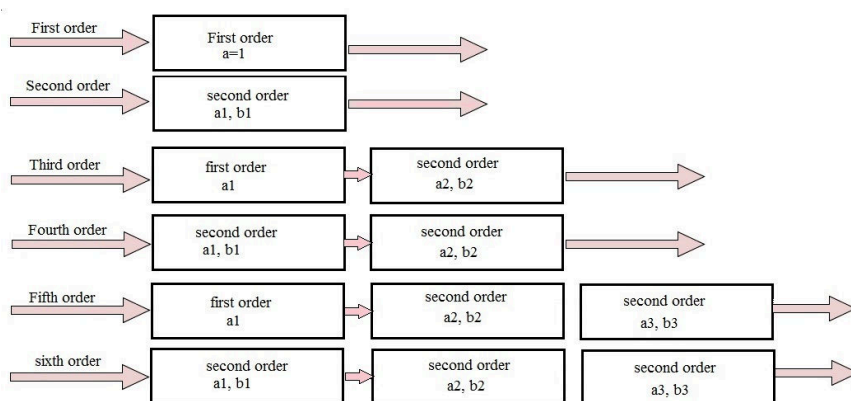 First order
First order
a=1
Second order
second order
a1, b1
Third order
first order
a1
second order
a2, b2
Fourth order
second order
a1, b1
second order
a2, b2
Fifth order
first order
a1
second order
a2, b2
second order
a3, b3
sixth order
second order
a1, b1
second order
a2, b2
second order
a3, b3